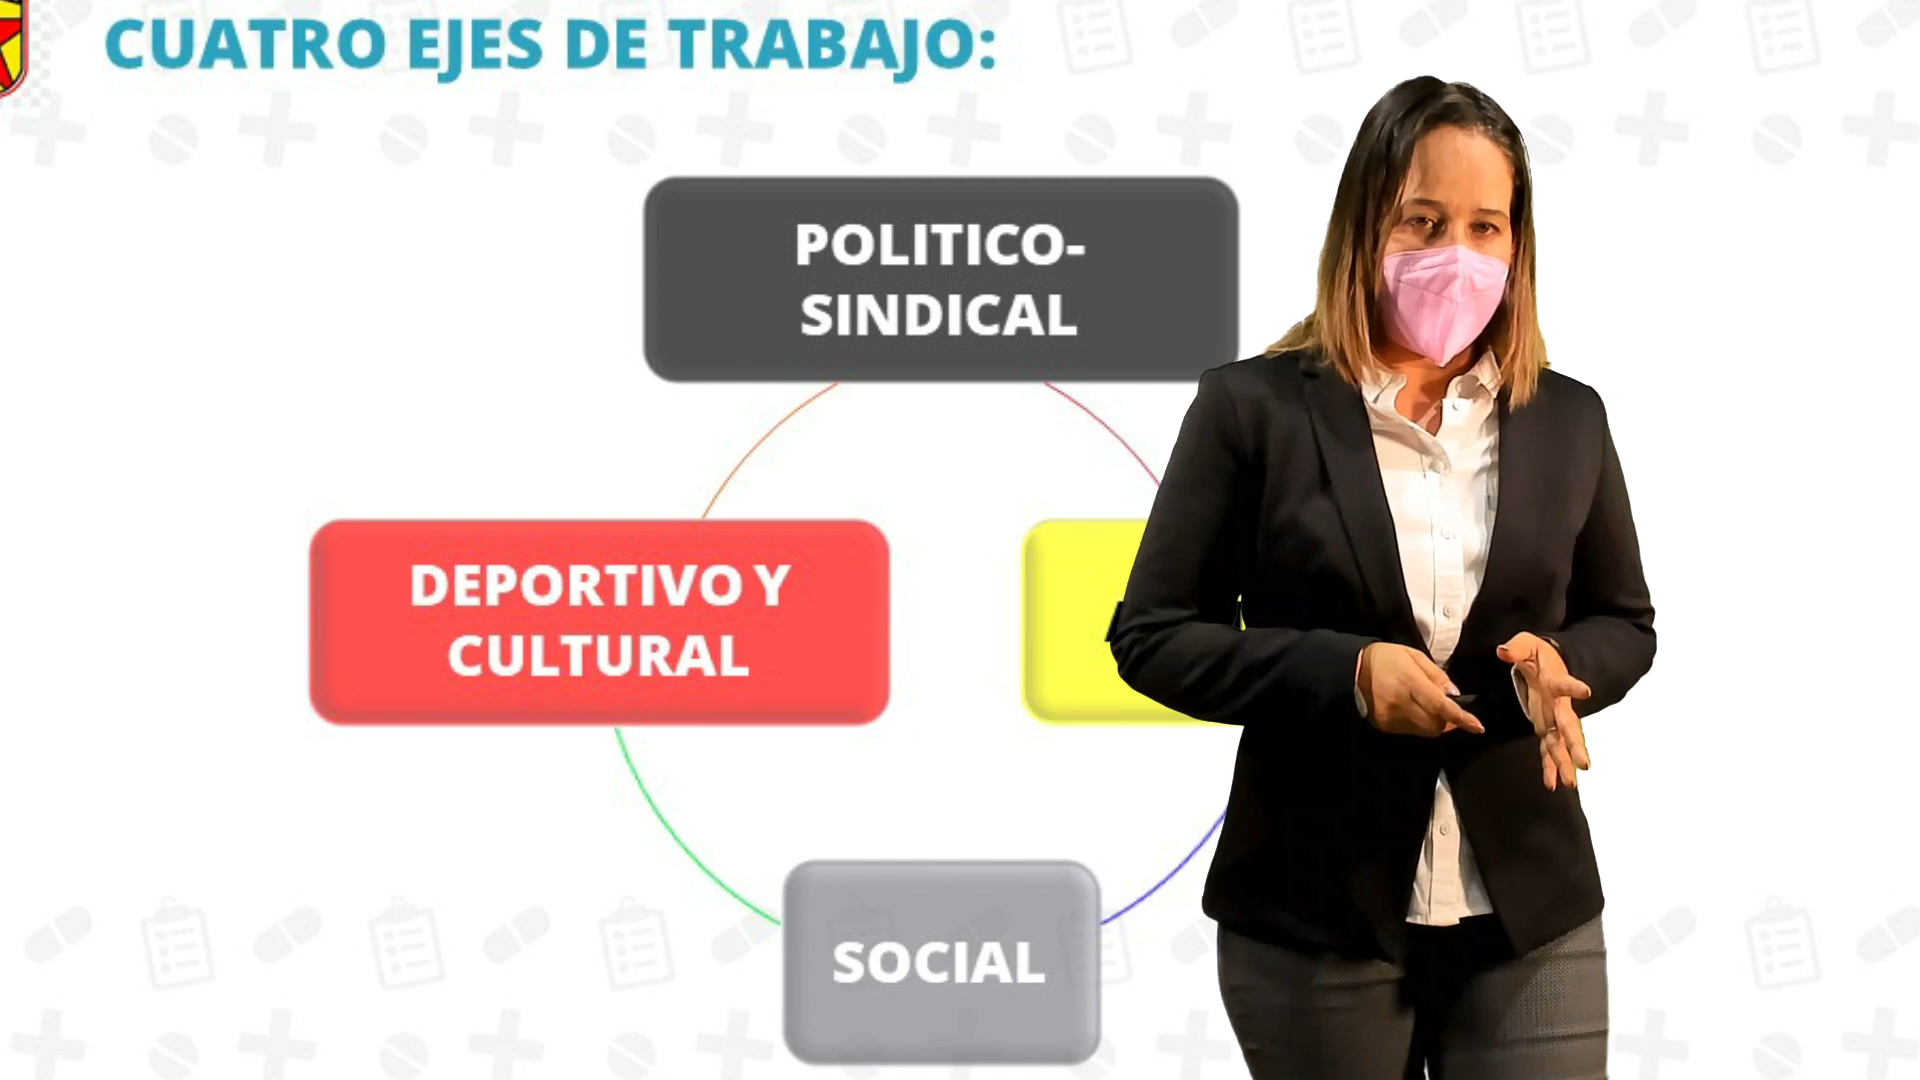 CUATRO EJES DE TRABAJO:
POLITICO-
SINDICAL
DEPORTIVO Y
CULTURAL
SOCIAL